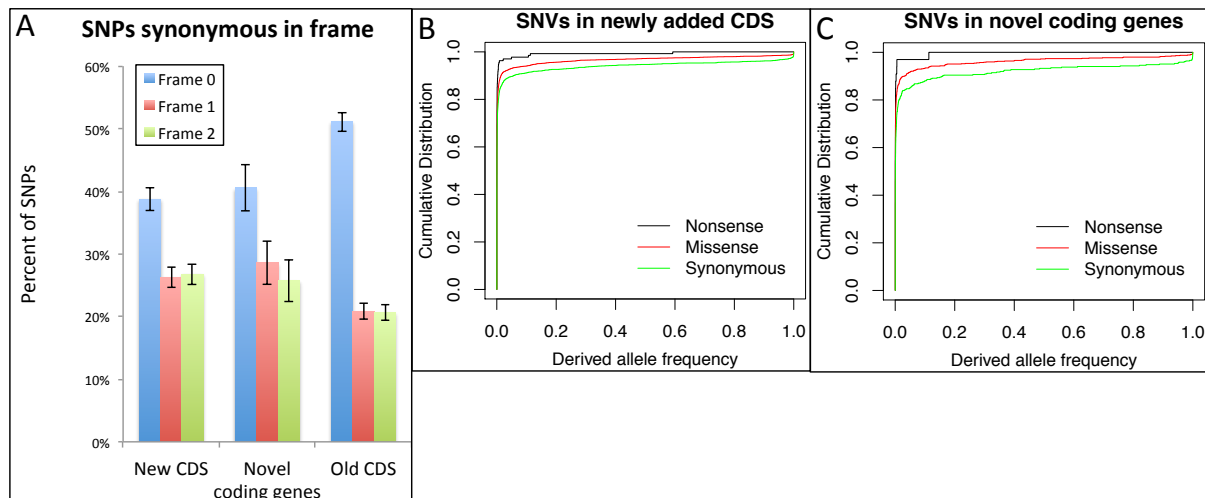 A
SNPs synonymous in frame
Percent of SNPs
60%
50%
40%
30%
20%
10%
0%
Frame 0
Frame 1
Frame 2
New CDS
Novel
coding genes
Old CDS
B
SNVs in newly added CDS
Cumulative Distribution
1.0
0.8
0.6
0.4
0.2
0.0
Nonsense
Missense
Synonymous
0.0 0.2 0.4 0.6 0.8 1.0
Derived allele frequency
C
SNVs in novel coding genes
Cumulative Distribution
1.0
0.8
0.6
0.4
0.2
0.0
Nonsense
Missense
Synonymous
0.0 0.2 0.4 0.6 0.8 1.0
Derived allele frequency